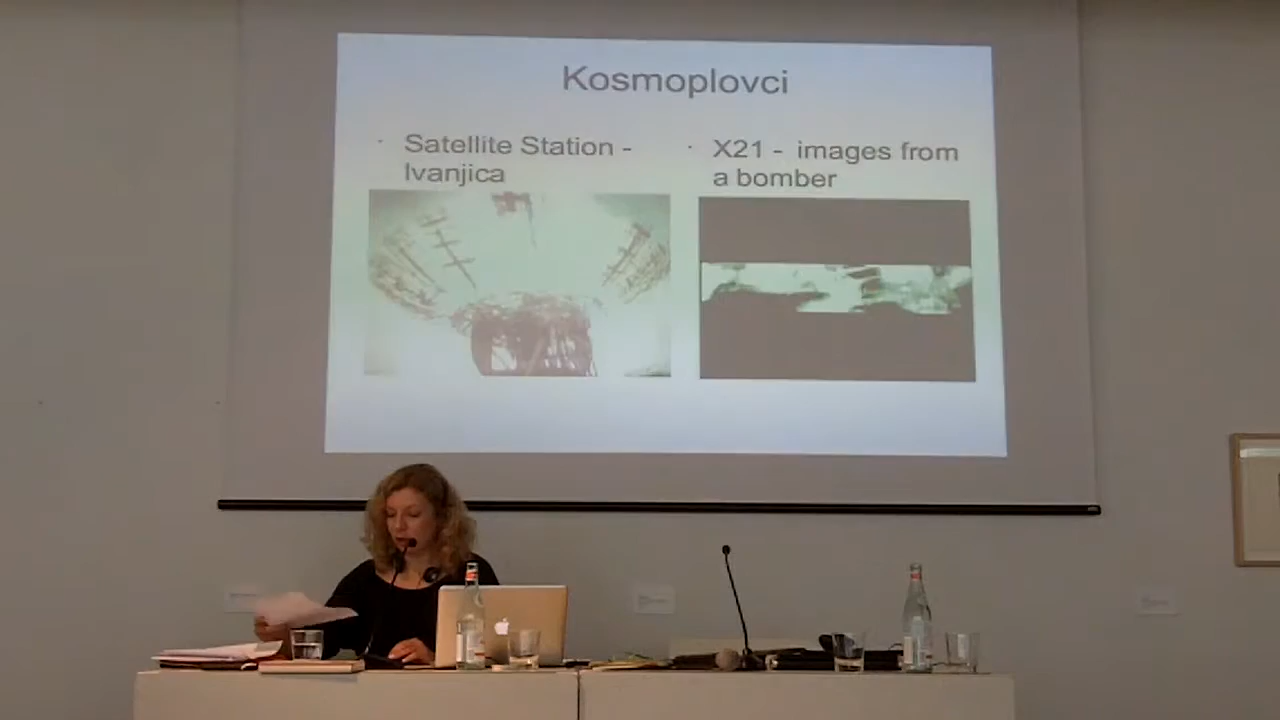 Kosmoplovci
· Satellite Station -
Ivanjica
· X21 - images from
a bomber